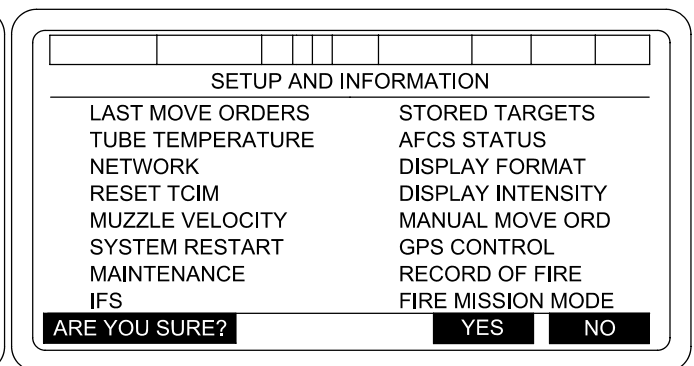 SETUP AND INFORMATION
LAST MOVE ORDERS STORED TARGETS
TUBE TEMPERATURE AFCS STATUS
NETWORK DISPLAY FORMAT
RESET TCIM DISPLAY INTENSITY
MUZZLE VELOCITY MANUAL MOVE ORD
SYSTEM RESTART GPS CONTROL
MAINTENANCE RECORD OF FIRE
IFS FIRE MISSION MODE
ARE YOU SURE? YES NO